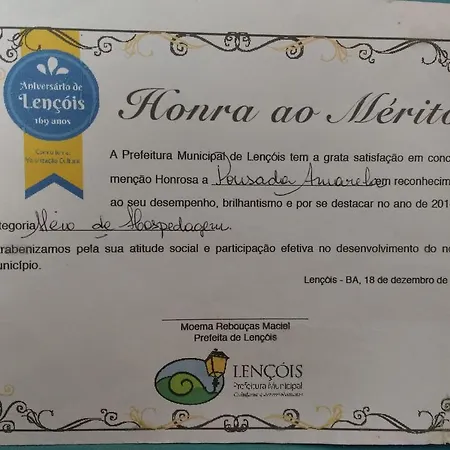 Aniversário de
Lençóis
169 anos
Honra ao Mérito
A Prefeitura Municipal de Lençóis tem a grata satisfação em conc
menção Honrosa a Pousada Amarela em reconhecim
ao seu desempenho, brilhantismo e por se destacar no ano de 201
tegoria Meio de Hospedagem.
rabenizamos pela sua atitude social e participação efetiva no desenvolvimento do no
unicípio.
Lençóis - BA, 18 de dezembro de
Moema Rebouças Maciel
Prefeita de Lençóis
LENÇÓIS
Prefeitura Municipal